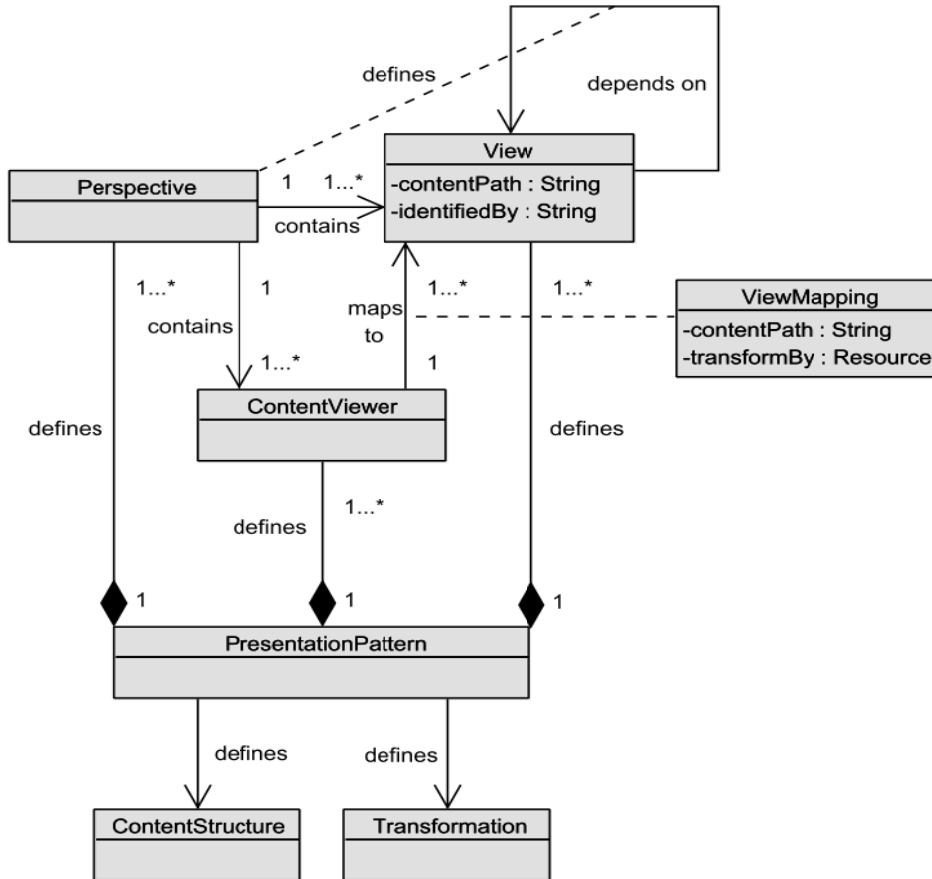 defines
depends on
View
-contentPath : String
-identifiedBy : String
Perspective
1
1...*
contains
1...*
1
contains
1...*
maps
to
1...*
1
1...*
ViewMapping
-contentPath : String
-transformBy : Resource
ContentViewer
defines
defines
1...*
defines
1
1
1
PresentationPattern
defines
defines
ContentStructure
Transformation